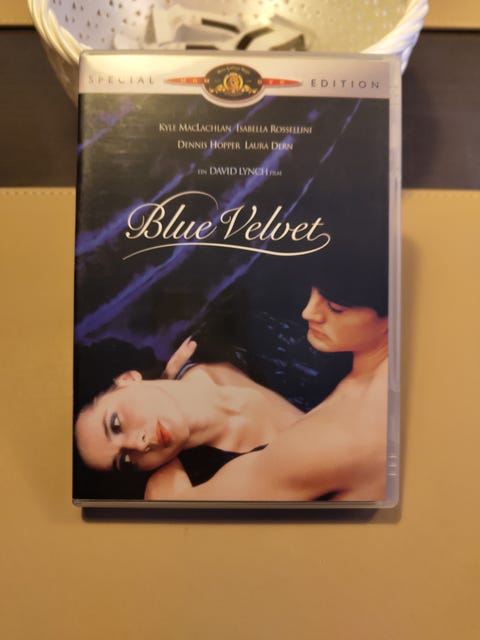 SPECIAL EDITION
KYLE MACLACHLAN ISABELLA ROSSELLINI
DENNIS HOPPER LAURA DERN
EIN DAVID LYNCH FILM
Blue Velvet